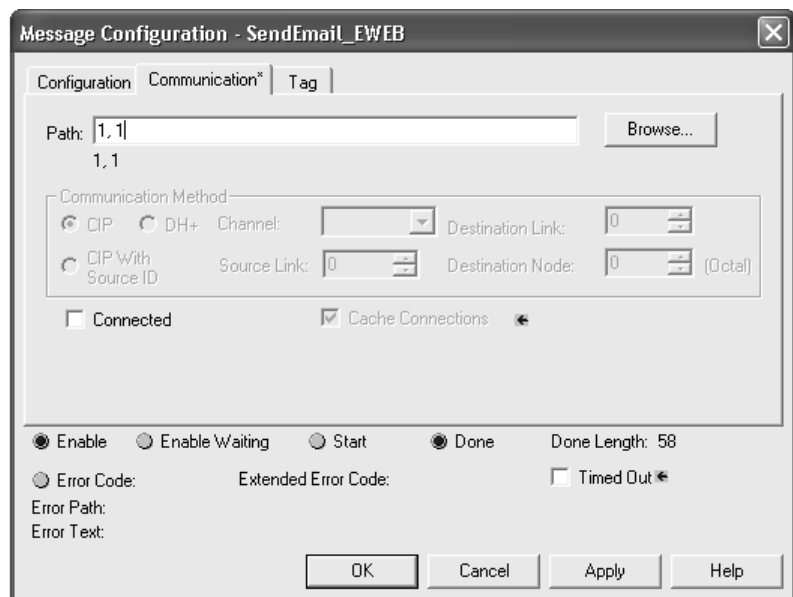 Message Configuration - SendEmail_EWEB
Configuration Communication* Tag
Path: 1, 1 Browse...
1, 1
Communication Method
CIP DH+ Channel: Destination Link: 0
CIP With Source ID Source Link: 0 Destination Node: 0 (Octal)
Connected Cache Connections
Enable Enable Waiting Start Done Done Length: 58
Error Code: Extended Error Code: Timed Out
Error Path:
Error Text:
OK Cancel Apply Help